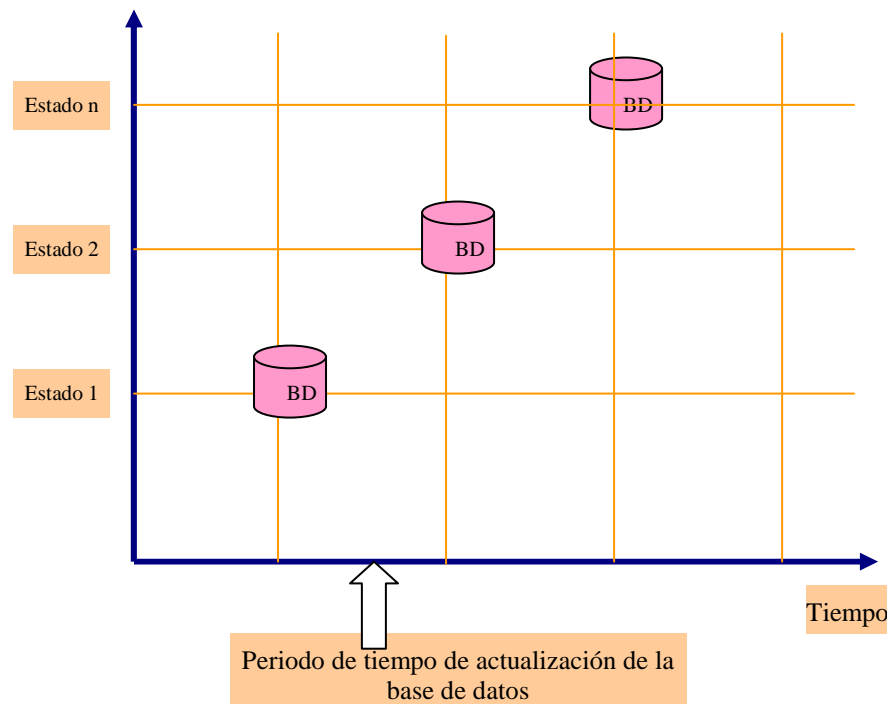 Estado n
BD
Estado 2
BD
Estado 1
BD
Tiempo
Periodo de tiempo de actualización de la
base de datos